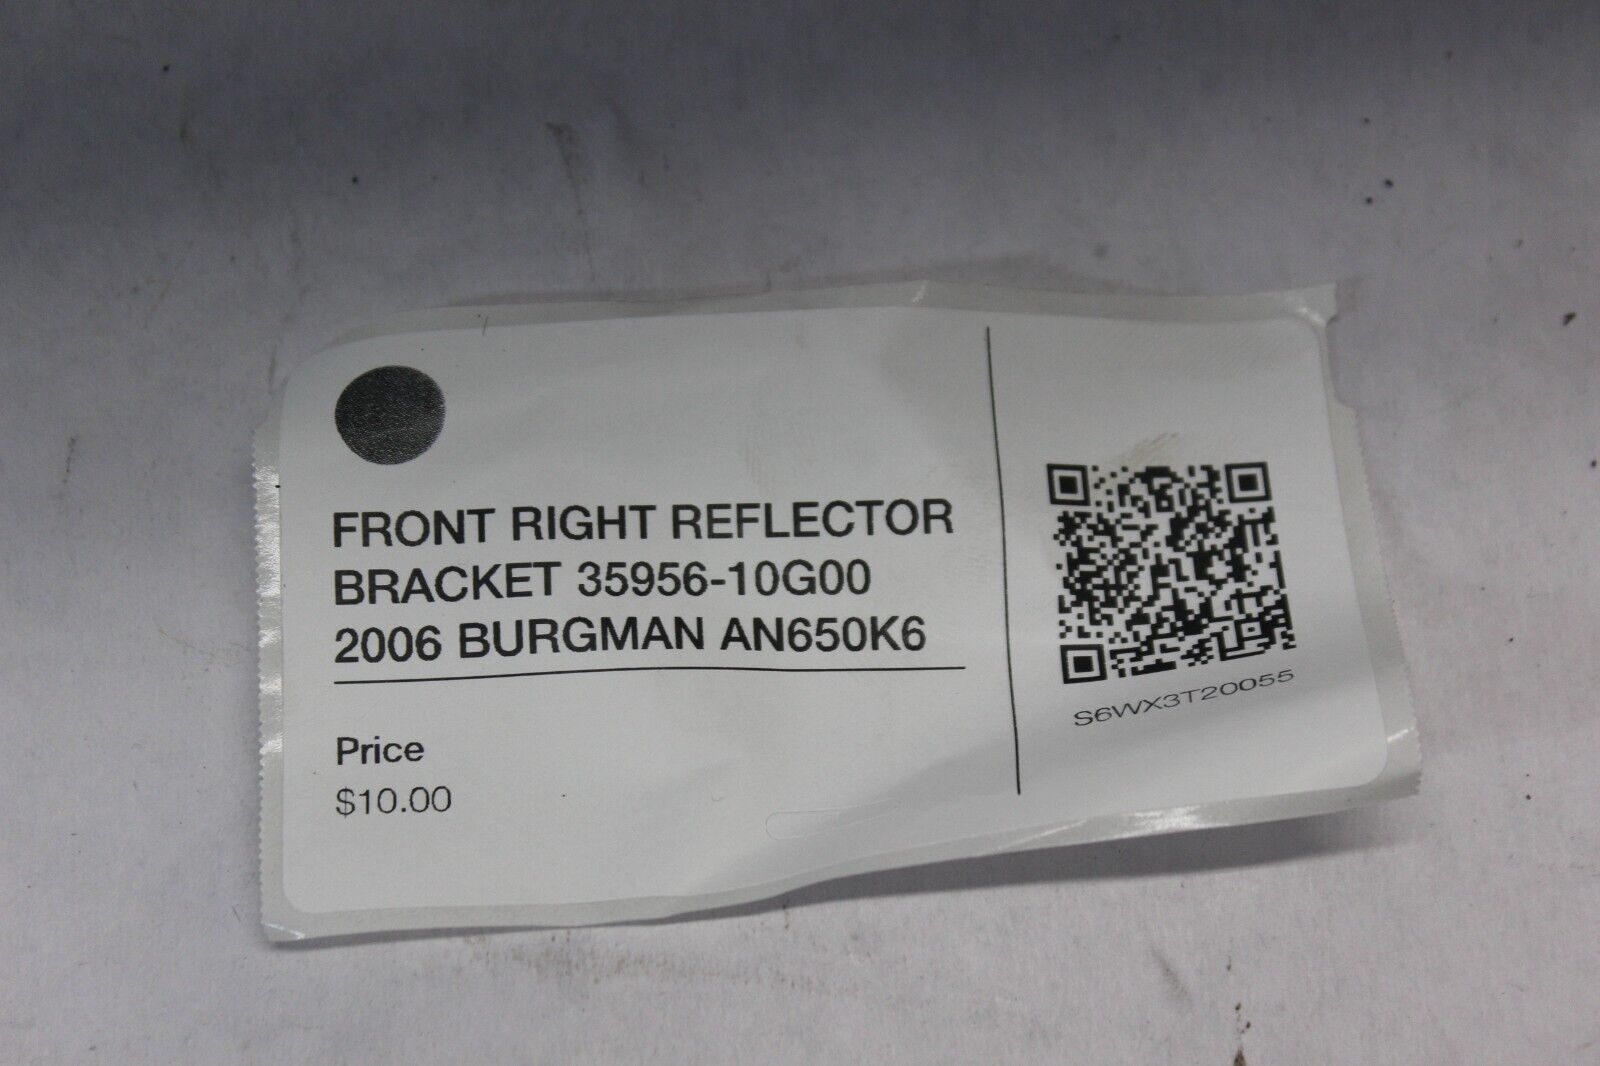 FRONT RIGHT REFLECTOR
BRACKET 35956-10G00
2006 BURGMAN AN650K6
Price
$10.00
S6WX3T20055